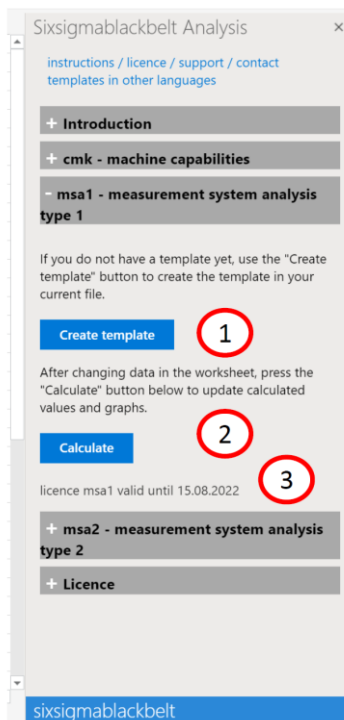 Sixsigmablackbelt Analysis ×
instructions / licence / support / contact
templates in other languages
+ Introduction
+ cmk - machine capabilities
- msa1 - measurement system analysis
type 1
If you do not have a template yet, use the "Create
template" button to create the template in your
current file.
Create template
1
After changing data in the worksheet, press the
"Calculate" button below to update calculated
values and graphs.
2
Calculate
3
licence msa1 valid until 15.08.2022
+ msa2 - measurement system analysis
type 2
+ Licence
sixsigmablackbelt